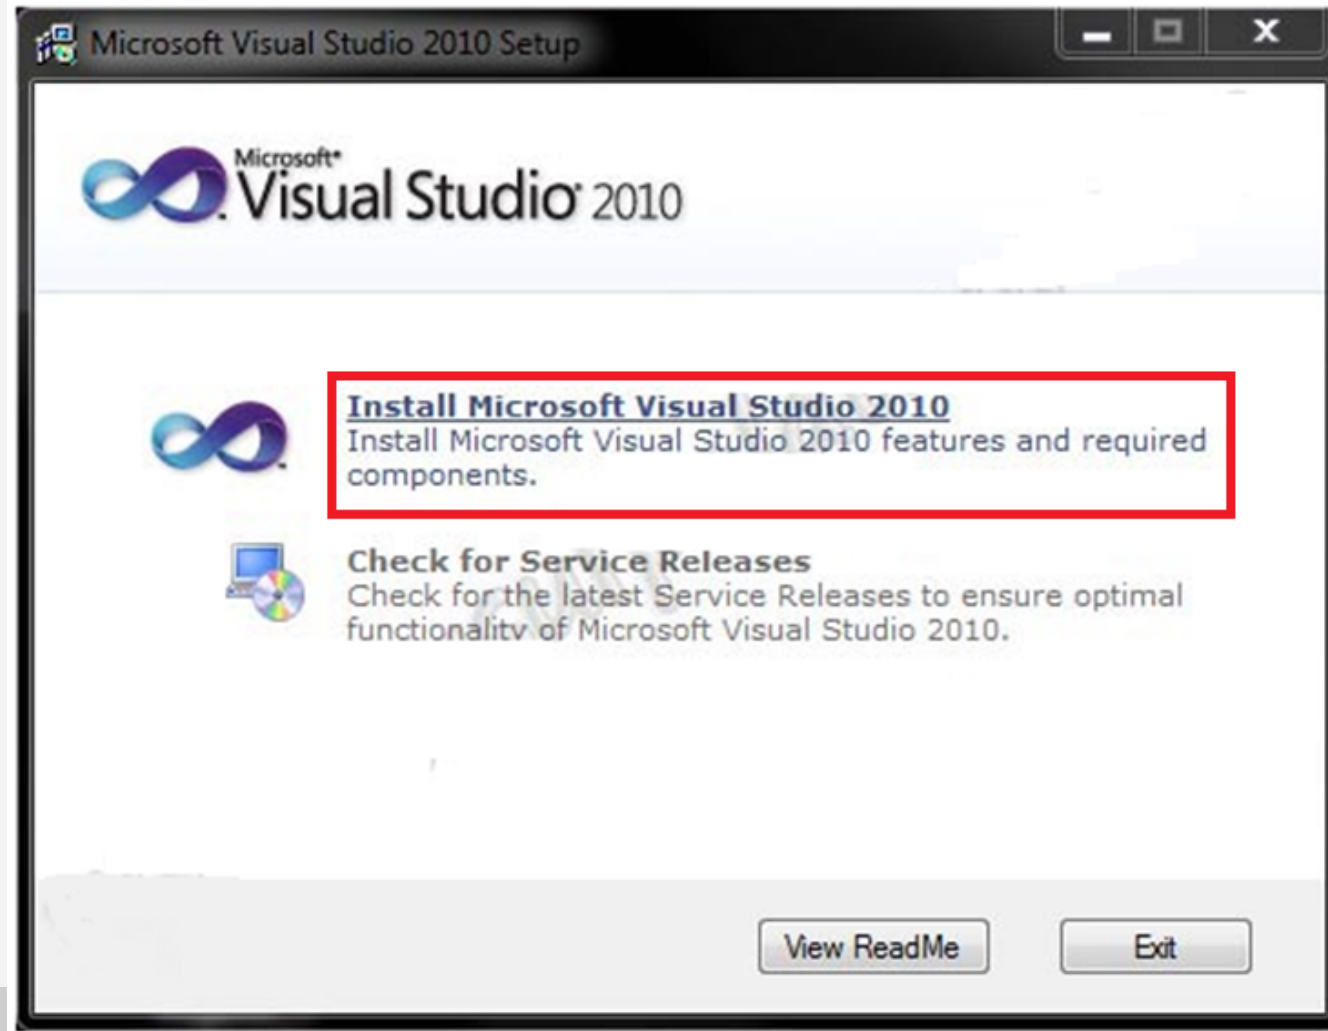 Microsoft Visual Studio 2010 Setup
Microsoft®
Visual Studio® 2010
Install Microsoft Visual Studio 2010
Install Microsoft Visual Studio 2010 features and required
components.
Check for Service Releases
Check for the latest Service Releases to ensure optimal
functionality of Microsoft Visual Studio 2010.
View ReadMe
Exit